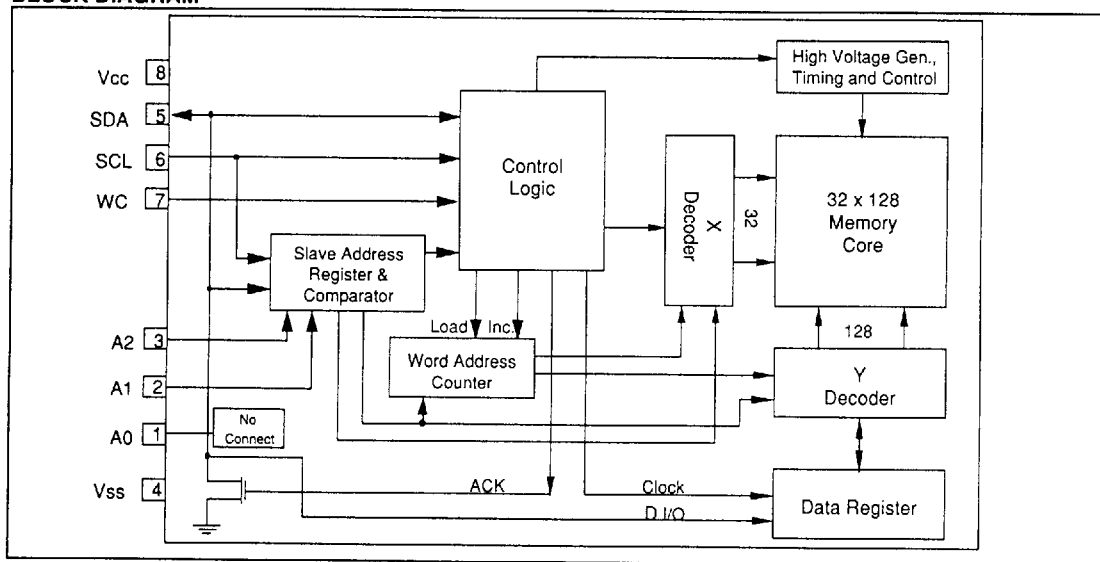 BLOCK DIAGRAM
Vcc 8
SDA 5
SCL 6
WC 7
A2 3
A1 2
A0 1
Vss 4
No
Connect
Slave Address
Register &
Comparator
Control
Logic
Load Inc.
Word Address
Counter
High Voltage Gen.,
Timing and Control
X
Decoder
32
32 x 128
Memory
Core
128
Y
Decoder
ACK
Clock
D I/O
Data Register